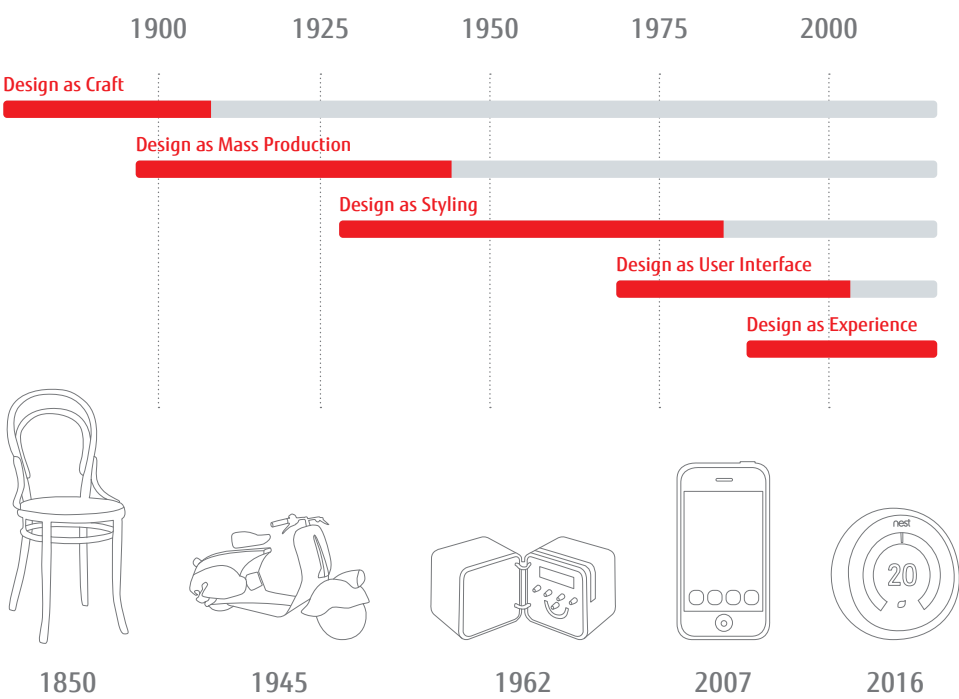 1900 1925 1950 1975 2000
Design as Craft
Design as Mass Production
Design as Styling
Design as User Interface
Design as Experience
nest
20
1850 1945 1962 2007 2016